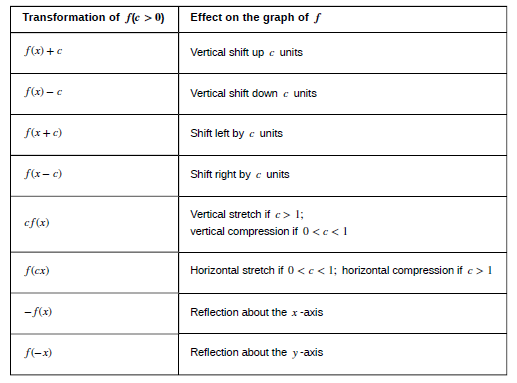 Transformation of f(c > 0) Effect on the graph of f
f(x) + c Vertical shift up c units
f(x) – c Vertical shift down c units
f(x + c) Shift left by c units
f(x – c) Shift right by c units
cf(x) Vertical stretch if c > 1;
vertical compression if 0 < c < 1
f(cx) Horizontal stretch if 0 < c < 1; horizontal compression if c > 1
–f(x) Reflection about the x-axis
f(–x) Reflection about the y-axis